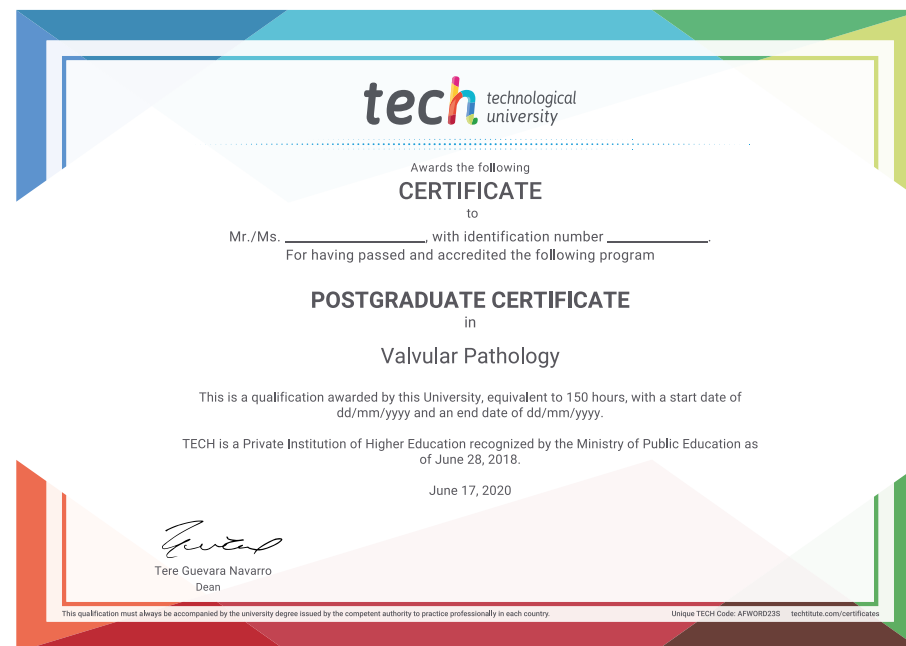 tech technological
university
Awards the following
CERTIFICATE
to
Mr./Ms. ____________________, with identification number _______________.
For having passed and accredited the following program
POSTGRADUATE CERTIFICATE
in
Valvular Pathology
This is a qualification awarded by this University, equivalent to 150 hours, with a start date of
dd/mm/yyyy and an end date of dd/mm/yyyy.
TECH is a Private Institution of Higher Education recognized by the Ministry of Public Education as
of June 28, 2018.
June 17, 2020
Tere Guevara Navarro
Dean
This qualification must always be accompanied by the university degree issued by the competent authority to practice professionally in each country. Unique TECH Code: AFWORD23S techtitute.com/certificates